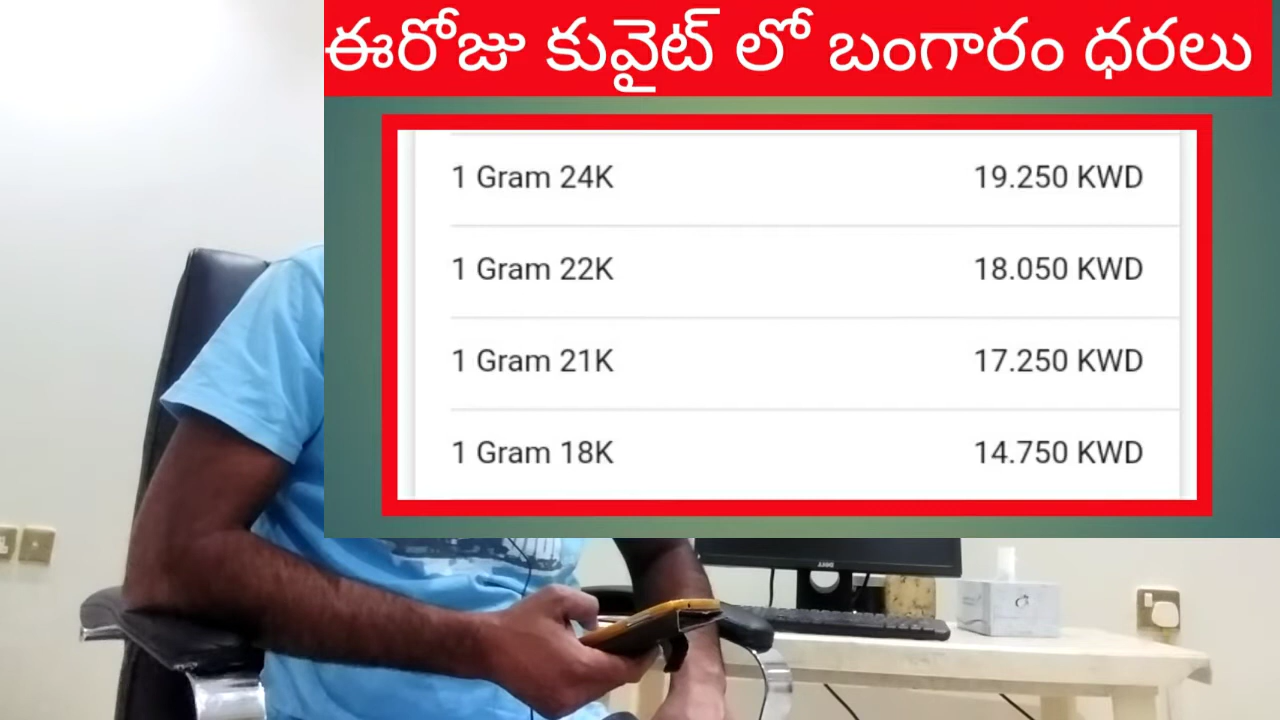 ఈరోజు కువైట్ లో బంగారం ధరలు
1 Gram 24K 19.250 KWD
1 Gram 22K 18.050 KWD
1 Gram 21K 17.250 KWD
1 Gram 18K 14.750 KWD